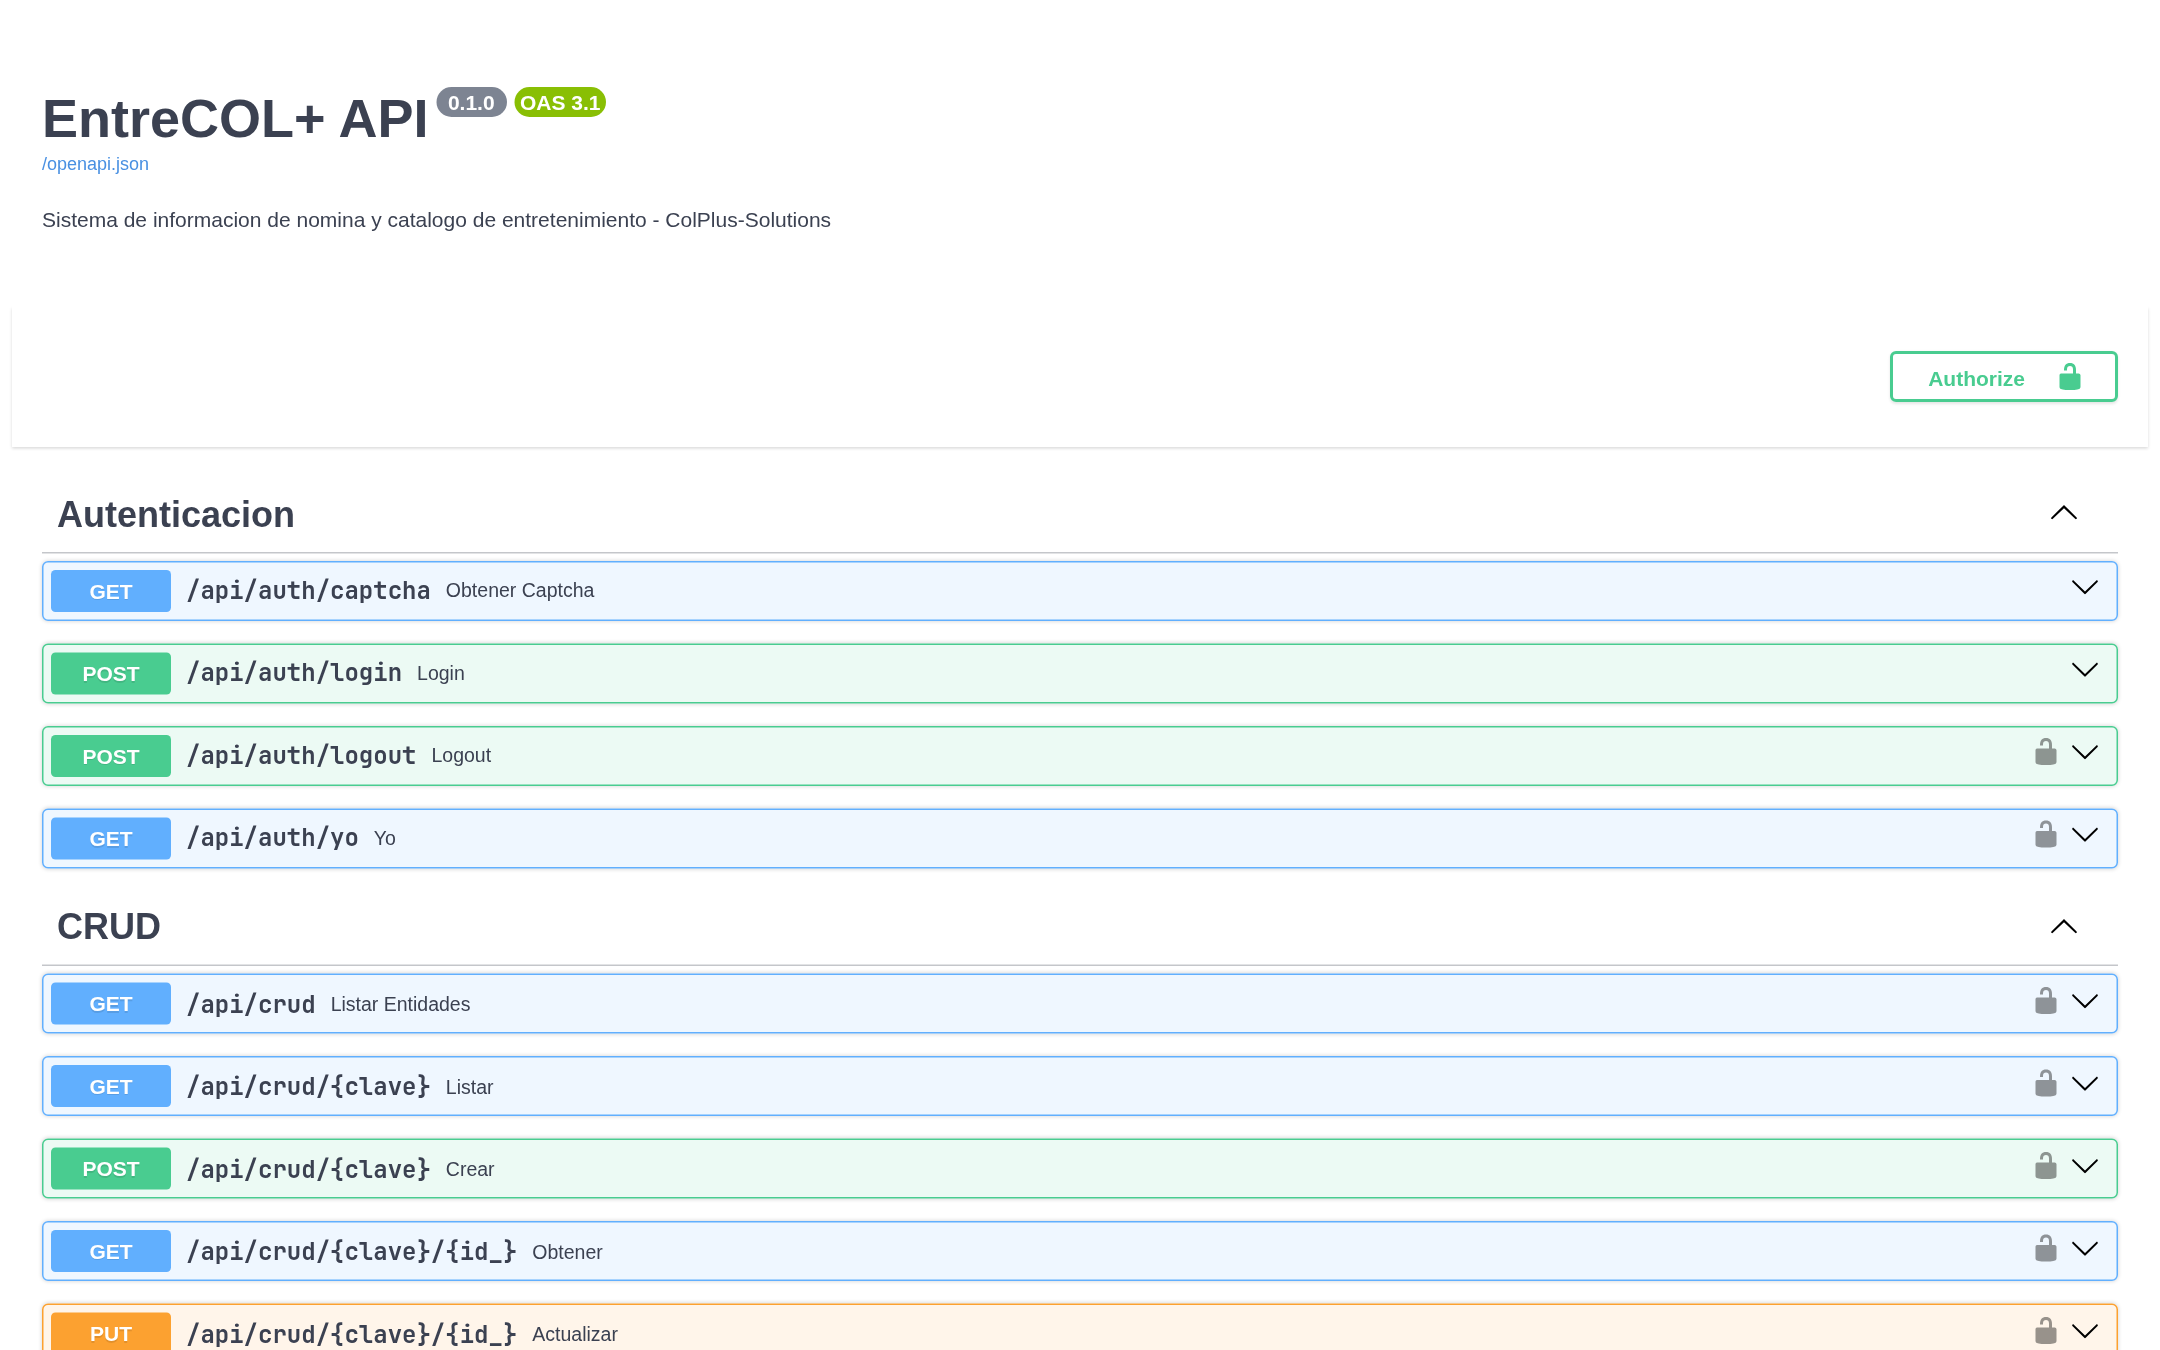 EntreCOL+ API 0.1.0 OAS 3.1
/openapi.json
Sistema de informacion de nomina y catalogo de entretenimiento - ColPlus-Solutions
Authorize
Autenticacion
GET /api/auth/captcha Obtener Captcha
POST /api/auth/login Login
POST /api/auth/logout Logout
GET /api/auth/yo Yo
CRUD
GET /api/crud Listar Entidades
GET /api/crud/{clave} Listar
POST /api/crud/{clave} Crear
GET /api/crud/{clave}/{id_} Obtener
PUT /api/crud/{clave}/{id_} Actualizar